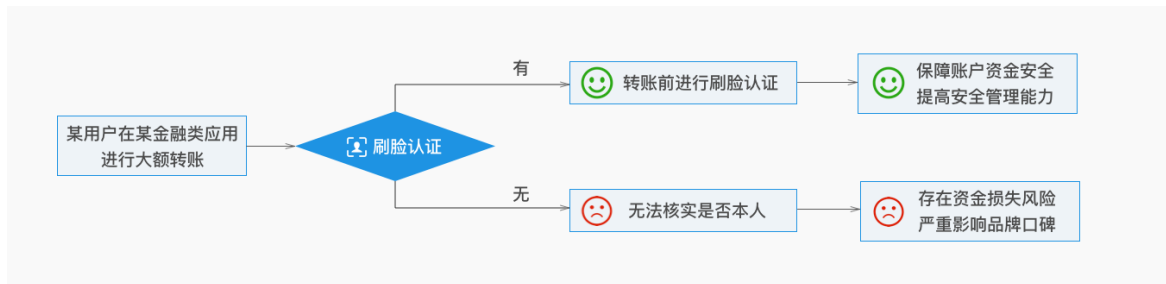 某用户在某金融类应用
进行大额转账
刷脸认证
有
转账前进行刷脸认证
保障账户资金安全
提高安全管理能力
无
无法核实是否本人
存在资金损失风险
严重影响品牌口碑